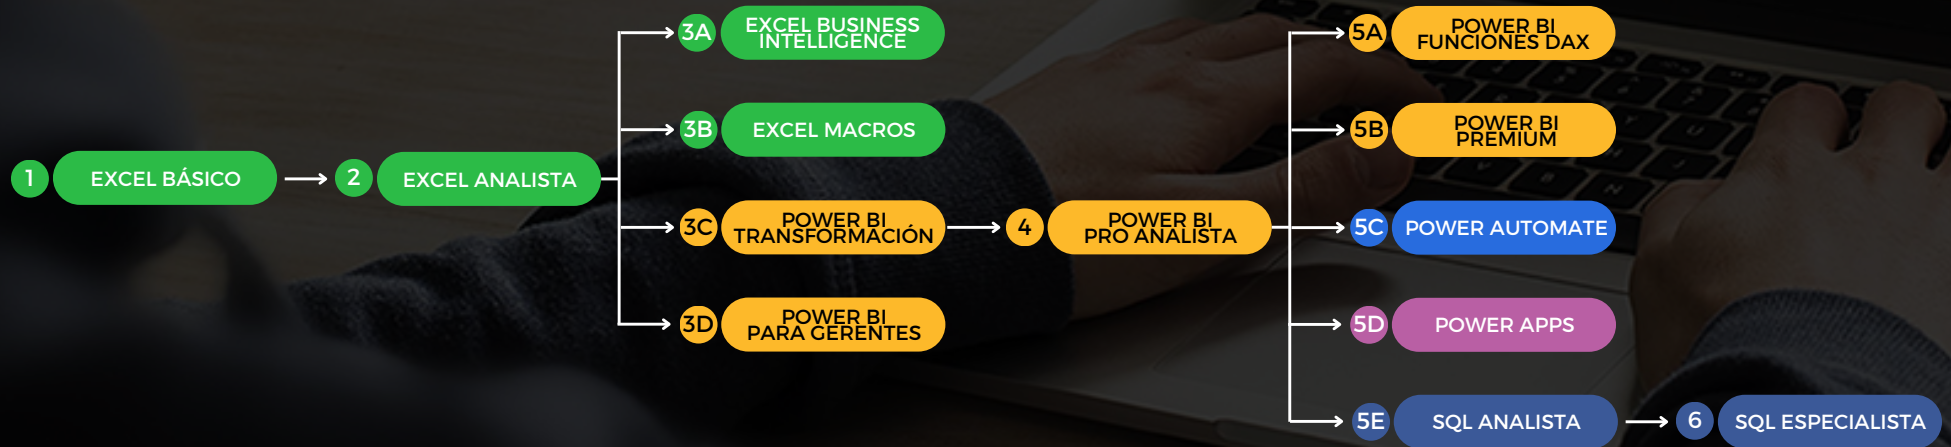 1
EXCEL BÁSICO
2
EXCEL ANALISTA
3A
EXCEL BUSINESS
INTELLIGENCE
3B
EXCEL MACROS
3C
POWER BI
TRANSFORMACIÓN
3D
POWER BI
PARA GERENTES
4
POWER BI
PRO ANALISTA
5A
POWER BI
FUNCIONES DAX
5B
POWER BI
PREMIUM
5C
POWER AUTOMATE
5D
POWER APPS
5E
SQL ANALISTA
6
SQL ESPECIALISTA